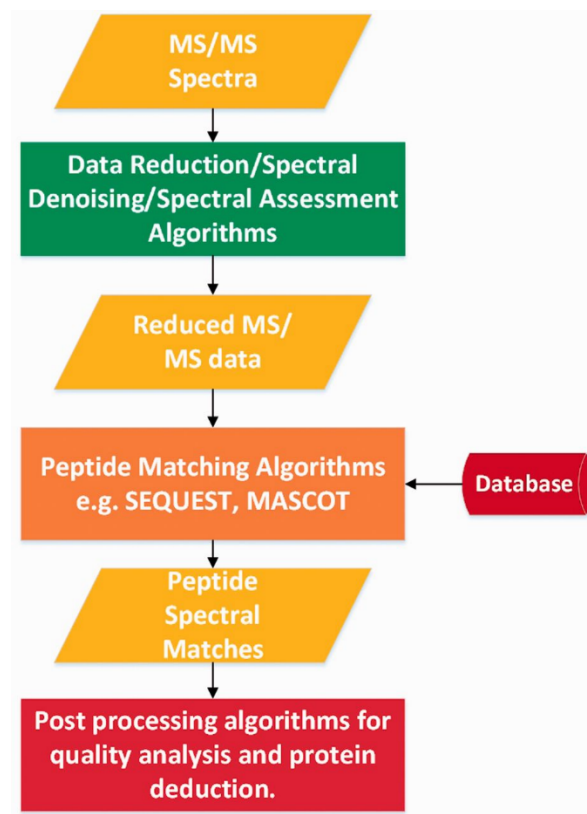 MS/MS
Spectra
Data Reduction/Spectral
Denoising/Spectral Assessment
Algorithms
Reduced MS/
MS data
Peptide Matching Algorithms
e.g. SEQUEST, MASCOT
Database
Peptide
Spectral
Matches
Post processing algorithms for
quality analysis and protein
deduction.